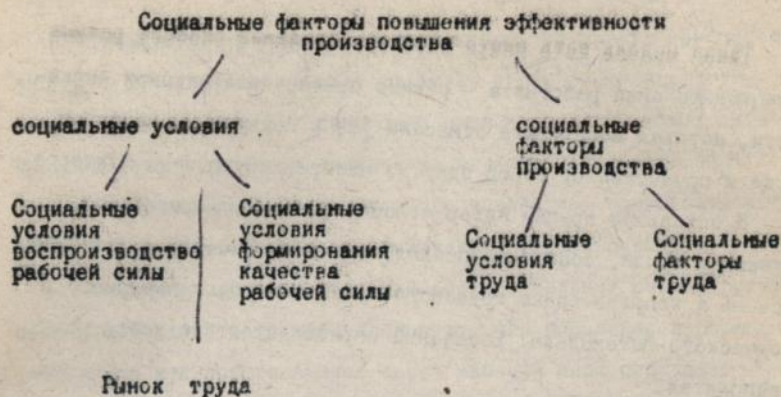 Социальные факторы повышения эффективности
производства
социальные условия
социальные
факторы
производства
Социальные
условия
воспроизводство
рабочей силы
Социальные
условия
формирования
качества
рабочей силы
Социальные
условия
труда
Социальные
факторы
труда
Рынок труда